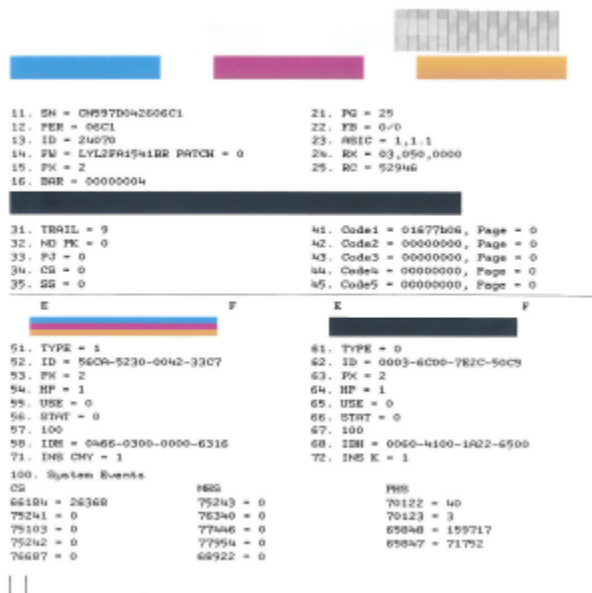 11. SN = CN597D042606C1
12. PER = 06C1
13. ID = 24070
14. FW = LYL2FA1541BR PATCH = 0
15. PX = 2
16. BAR = 00000004
21. PG = 25
22. FB = 0/0
23. ASIC = 1,1.1
24. RX = 03,050,0000
25. RC = 52946
31. TRAIL = 9
32. NO PK = 0
33. PJ = 0
34. CS = 0
35. SS = 0
41. Code1 = 01677b06, Page = 0
42. Code2 = 00000000, Page = 0
43. Code3 = 00000000, Page = 0
44. Code4 = 00000000, Page = 0
45. Code5 = 00000000, Page = 0
E F
51. TYPE = 1
52. ID = 56CA-5230-0042-33C7
53. PX = 2
54. HP = 1
55. USE = 0
56. STAT = 0
57. 100
58. IDH = 0466-0300-0000-6316
71. INS CMY = 1
E F
61. TYPE = 0
62. ID = 0003-6C00-7E2C-50C9
63. PX = 2
64. HP = 1
65. USE = 0
66. STAT = 0
67. 100
68. IDH = 0060-4100-1A22-6500
72. INS K = 1
100. System Events
CS
66184 = 26368
75241 = 0
75103 = 0
75242 = 0
76687 = 0
MRS
75243 = 0
76340 = 0
77446 = 0
77954 = 0
68922 = 0
PHS
70122 = 40
70123 = 3
65848 = 159717
65847 = 71752